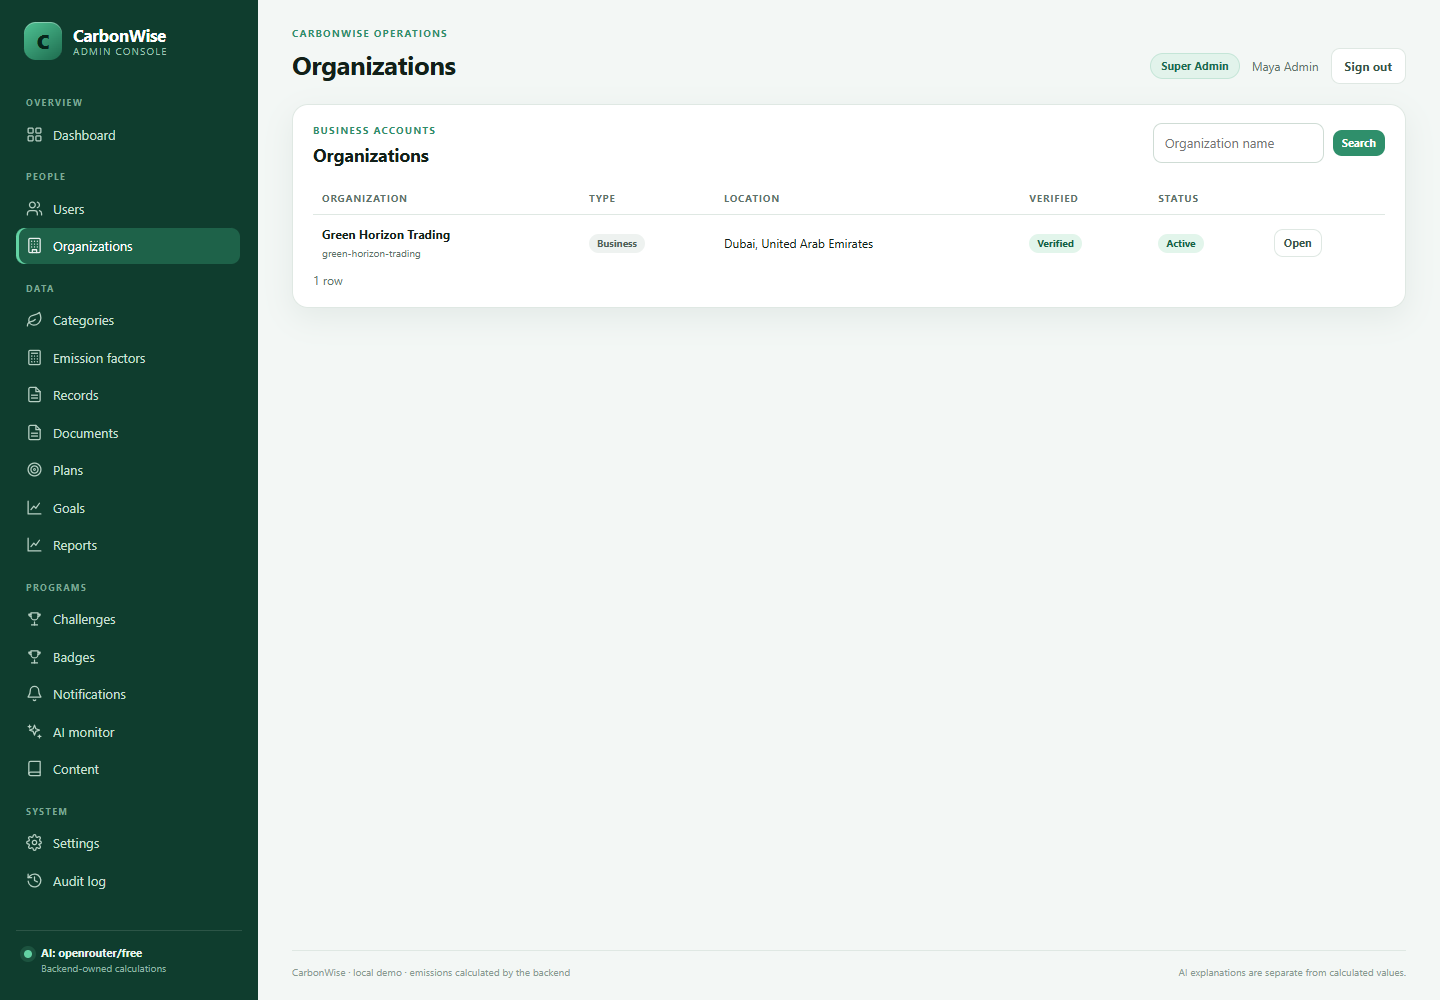 C
CarbonWise
ADMIN CONSOLE
OVERVIEW
Dashboard
PEOPLE
Users
Organizations
DATA
Categories
Emission factors
Records
Documents
Plans
Goals
Reports
PROGRAMS
Challenges
Badges
Notifications
AI monitor
Content
SYSTEM
Settings
Audit log
AI: openrouter/free
Backend-owned calculations
CARBONWISE OPERATIONS
Organizations
Super Admin
Maya Admin
Sign out
BUSINESS ACCOUNTS
Organizations
Organization name
Search
ORGANIZATION TYPE LOCATION VERIFIED STATUS
Green Horizon Trading
green-horizon-trading
Business
Dubai, United Arab Emirates
Verified
Active
Open
1 row
CarbonWise · local demo · emissions calculated by the backend
AI explanations are separate from calculated values.